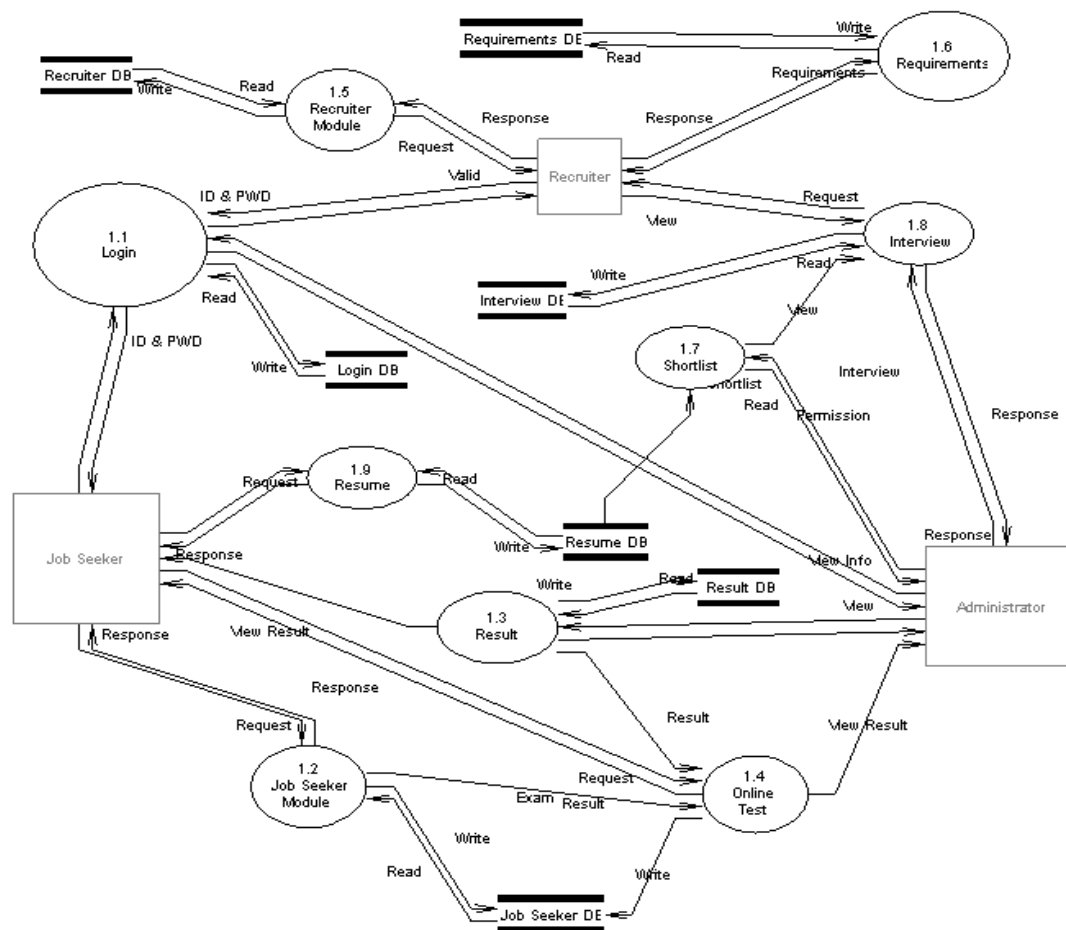 Write
Requirements DE
Read
1.6
Requirements
Requirements
Recruiter DB
Read
Write
1.5
Recruiter
Module
Response
Response
Request
Recruiter
Valid
ID & PWD
Request
View
1.1
Login
1.8
Interview
Read
Write
Read
Interview DE
View
ID & PWD
1.7
Shortlist
Write
Login DB
Interview
Shortlist
Read
Permission
Response
1.9
Resume
Request
Read
Write
Resume DB
Response
Job Seeker
Response
View Info
Write
Read
Result DB
View
Administrator
1.3
Result
Response
View Result
Response
Result
View Result
Request
Request
1.2
Job Seeker
Module
1.4
Online
Test
Exam
Result
Write
Read
Write
Job Seeker DE